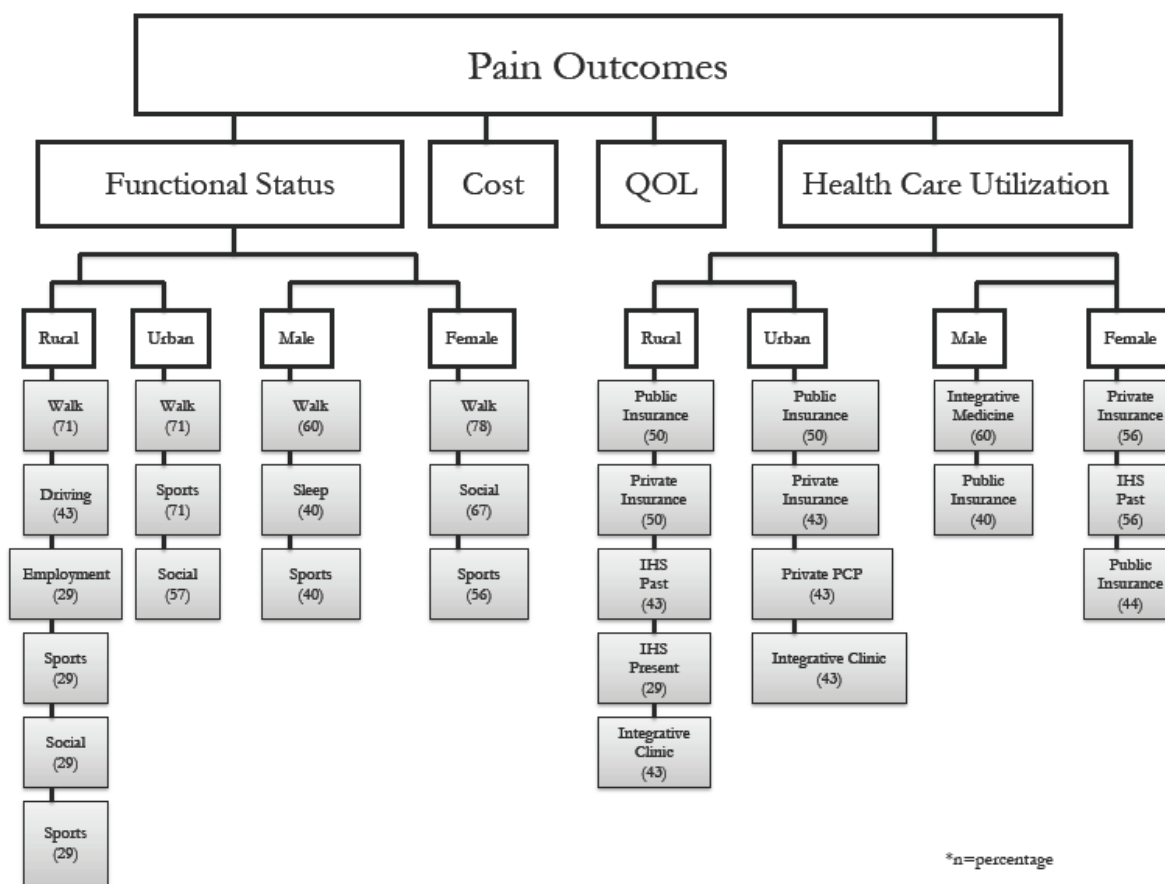 Pain Outcomes
Functional Status
Cost
QOL
Health Care Utilization
Rural
Urban
Male
Female
Rural
Urban
Male
Female
Walk
(71)
Driving
(43)
Employment
(29)
Sports
(29)
Social
(29)
Sports
(29)
Walk
(71)
Sports
(71)
Social
(57)
Walk
(60)
Sleep
(40)
Sports
(40)
Walk
(78)
Social
(67)
Sports
(56)
Public
Insurance
(50)
Private
Insurance
(50)
IHS
Past
(43)
IHS
Present
(29)
Integrative
Clinic
(43)
Public
Insurance
(50)
Private
Insurance
(43)
Private PCP
(43)
Integrative Clinic
(43)
Integrative
Medicine
(60)
Public
Insurance
(40)
Private
Insurance
(56)
IHS
Past
(56)
Public
Insurance
(44)
*n=percentage